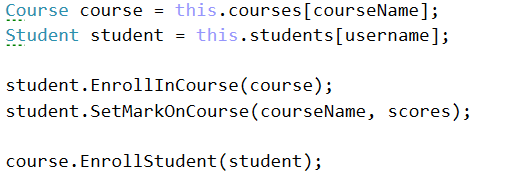 Course course = this.courses[courseName];
Student student = this.students[username];
student.EnrollInCourse(course);
student.SetMarkOnCourse(courseName, scores);
course.EnrollStudent(student);